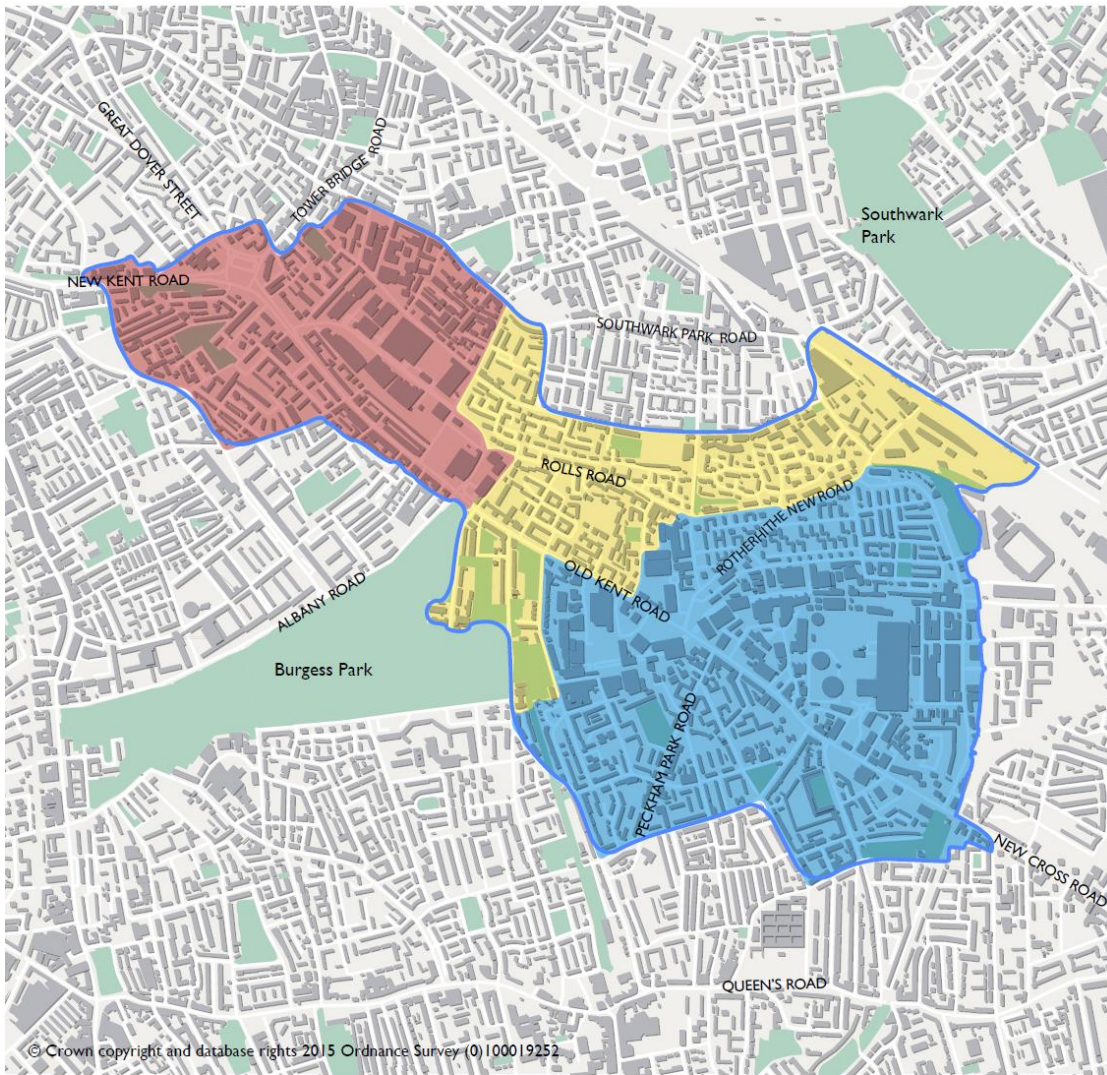 GREAT DOVER STREET
TOWER BRIDGE ROAD
Southwark
Park
NEW KENT ROAD
SOUTHWARK PARK ROAD
ROLLS ROAD
ROTHERHITHE NEW ROAD
OLD KENT ROAD
ALBANY ROAD
Burgess Park
PECKHAM PARK ROAD
NEW CROSS ROAD
QUEEN'S ROAD
© Crown copyright and database rights 2015 Ordnance Survey (0)100019252